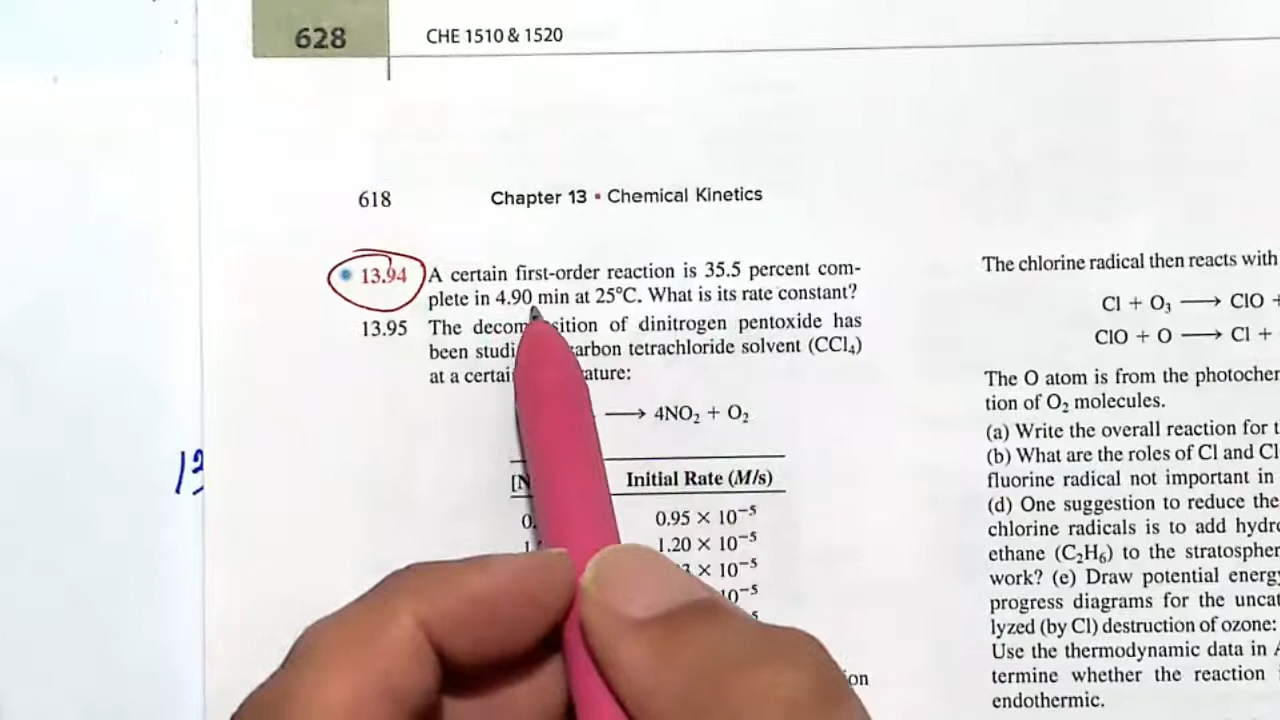 628
CHE 1510 & 1520
618
Chapter 13 • Chemical Kinetics
13.94 A certain first-order reaction is 35.5 percent com-
plete in 4.90 min at 25°C. What is its rate constant?
13.95 The decomposition of dinitrogen pentoxide has
been studi arbon tetrachloride solvent (CCl₄)
at a certai ature:
⟶ 4NO₂ + O₂
[N Initial Rate (M/s)
0. 0.95 × 10⁻⁵
1.20 × 10⁻⁵
× 10⁻⁵
10⁻⁵
on
The chlorine radical then reacts with
Cl + O₃ ⟶ ClO +
ClO + O ⟶ Cl +
The O atom is from the photocher
tion of O₂ molecules.
(a) Write the overall reaction for t
(b) What are the roles of Cl and Cl
fluorine radical not important in
(d) One suggestion to reduce the
chlorine radicals is to add hydro
ethane (C₂H₆) to the stratospher
work? (e) Draw potential energy
progress diagrams for the uncat
lyzed (by Cl) destruction of ozone:
Use the thermodynamic data in A
termine whether the reaction
endothermic.
13